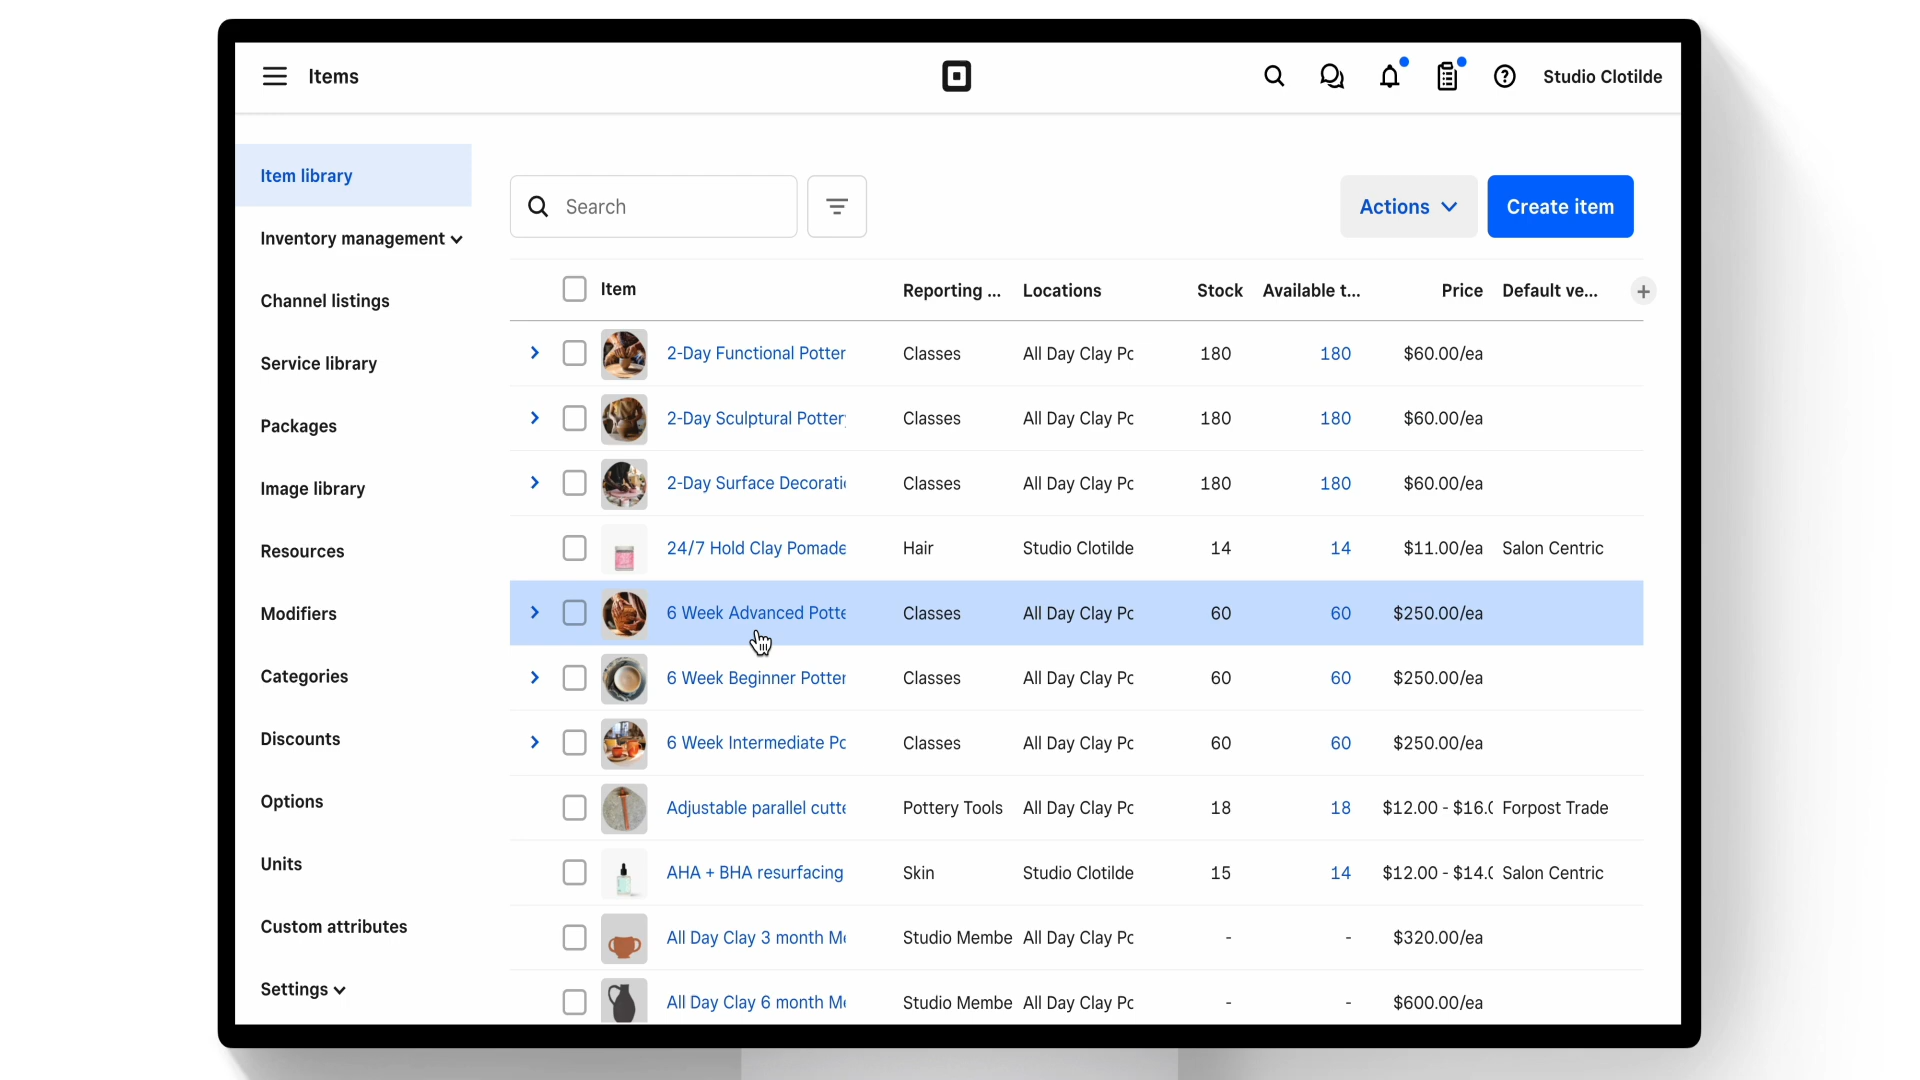 Items
Studio Clotilde
Item library
Inventory management
Channel listings
Service library
Packages
Image library
Resources
Modifiers
Categories
Discounts
Options
Units
Custom attributes
Settings
Search
Actions
Create item
Item Reporting ... Locations Stock Available t... Price Default ve...
2-Day Functional Potter Classes All Day Clay Pc 180 180 $60.00/ea
2-Day Sculptural Pottery Classes All Day Clay Pc 180 180 $60.00/ea
2-Day Surface Decorati Classes All Day Clay Pc 180 180 $60.00/ea
24/7 Hold Clay Pomade Hair Studio Clotilde 14 14 $11.00/ea Salon Centric
6 Week Advanced Potte Classes All Day Clay Pc 60 60 $250.00/ea
6 Week Beginner Potter Classes All Day Clay Pc 60 60 $250.00/ea
6 Week Intermediate Pc Classes All Day Clay Pc 60 60 $250.00/ea
Adjustable parallel cutte Pottery Tools All Day Clay Pc 18 18 $12.00 - $16.0 Forpost Trade
AHA + BHA resurfacing Skin Studio Clotilde 15 14 $12.00 - $14.0 Salon Centric
All Day Clay 3 month Me Studio Membe All Day Clay Pc - - $320.00/ea
All Day Clay 6 month Me Studio Membe All Day Clay Pc - - $600.00/ea